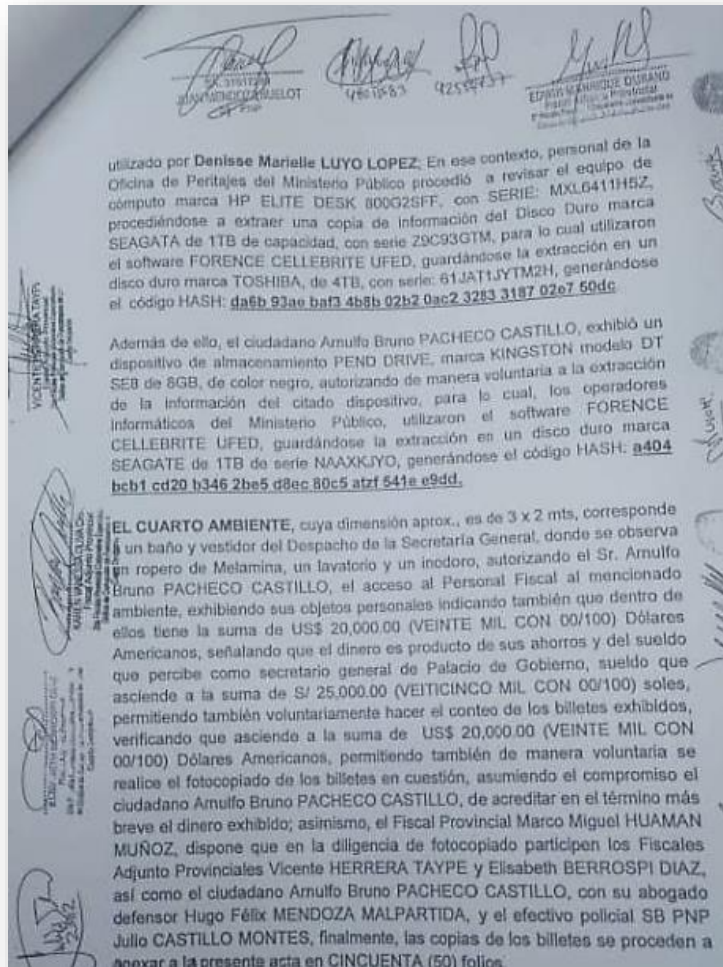 JUAN MENDOZA HUELOT
PNP
42557737
EDWIN MANRIQUE DURAND
utilizado por Denisse Marielle LUYO LOPEZ; En ese contexto, personal de la
Oficina de Peritajes del Ministerio Público procedió a revisar el equipo de
cómputo marca HP ELITE DESK 800G2SFF, con SERIE: MXL6411H5Z,
procediéndose a extraer una copia de información del Disco Duro marca
SEAGATA de 1TB de capacidad, con serie Z9C93GTM, para lo cual utilizaron
el software FORENCE CELLEBRITE UFED, guardándose la extracción en un
disco duro marca TOSHIBA, de 4TB, con serie: 61JAT1JYTM2H, generándose
el código HASH: da6b 93ae baf3 4b8b 02b2 0ac2 3283 3187 02e7 50dc
Además de ello, el ciudadano Arnulfo Bruno PACHECO CASTILLO, exhibió un
dispositivo de almacenamiento PEND DRIVE, marca KINGSTON modelo DT
SE8 de 8GB, de color negro, autorizando de manera voluntaria a la extracción
de la información del citado dispositivo, para lo cual, los operadores
Informáticos del Ministerio Público, utilizaron el software FORENCE
CELLEBRITE UFED, guardándose la extracción en un disco duro marca
SEAGATE de 1TB de serie NAAXKJYO, generándose el código HASH: a404
bcb1 cd20 b346 2be5 d8ec 80c5 atzf 541e e9dd.
EL CUARTO AMBIENTE, cuya dimensión aprox., es de 3 x 2 mts, corresponde
a un baño y vestidor del Despacho de la Secretaría General, donde se observa
un ropero de Melamina, un lavatorio y un inodoro, autorizando el Sr. Arnulfo
Bruno PACHECO CASTILLO, el acceso al Personal Fiscal al mencionado
ambiente, exhibiendo sus objetos personales indicando también que dentro de
ellos tiene la suma de US$ 20,000.00 (VEINTE MIL CON 00/100) Dólares
Americanos, señalando que el dinero es producto de sus ahorros y del sueldo
que percibe como secretario general de Palacio de Gobierno, sueldo que
asciende a la suma de S/ 25,000.00 (VEITICINCO MIL CON 00/100) soles,
permitiendo también voluntariamente hacer el conteo de los billetes exhibidos,
verificando que asciende a la suma de US$ 20,000.00 (VEINTE MIL CON
00/100) Dólares Americanos, permitiendo también de manera voluntaria se
realice el fotocopiado de los billetes en cuestión, asumiendo el compromiso el
ciudadano Arnulfo Bruno PACHECO CASTILLO, de acreditar en el término más
breve el dinero exhibido; asimismo, el Fiscal Provincial Marco Miguel HUAMAN
MUÑOZ, dispone que en la diligencia de fotocopiado participen los Fiscales
Adjunto Provinciales Vicente HERRERA TAYPE y Elisabeth BERROSPI DIAZ,
así como el ciudadano Arnulfo Bruno PACHECO CASTILLO, con su abogado
defensor Hugo Félix MENDOZA MALPARTIDA, y el efectivo policial SB PNP
Julio CASTILLO MONTES, finalmente, las copias de los billetes se proceden a
anexar a la presente acta en CINCUENTA (50) folios.
VICENTE HERRERA TAYPE
Fiscal Adjunto Provincial